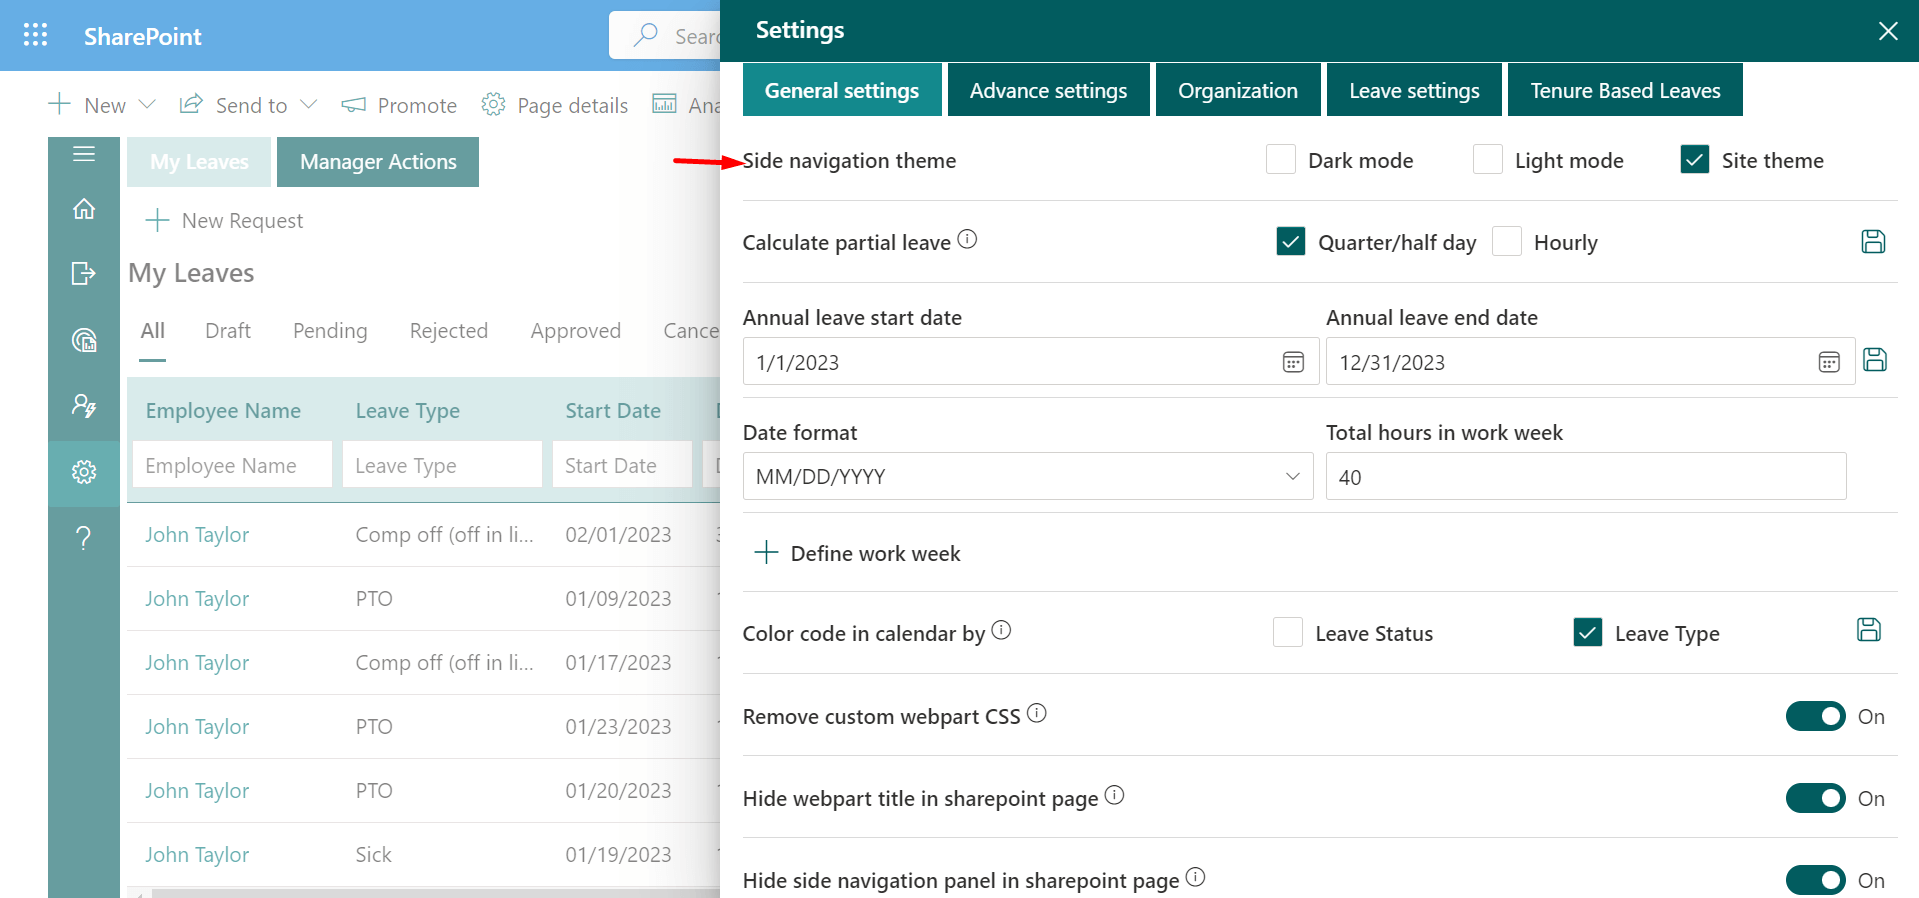 SharePoint
Settings
General settings
Advance settings
Organization
Leave settings
Tenure Based Leaves
New
Send to
Promote
Page details
My Leaves
Manager Actions
New Request
My Leaves
All
Draft
Pending
Rejected
Approved
Employee Name
Leave Type
Start Date
Employee Name
Leave Type
Start Date
John Taylor
Comp off (off in li...
02/01/2023
John Taylor
PTO
01/09/2023
John Taylor
Comp off (off in li...
01/17/2023
John Taylor
PTO
01/23/2023
John Taylor
PTO
01/20/2023
John Taylor
Sick
01/19/2023
Side navigation theme
Dark mode
Light mode
Site theme
Calculate partial leave
Quarter/half day
Hourly
Annual leave start date
Annual leave end date
1/1/2023
12/31/2023
Date format
Total hours in work week
MM/DD/YYYY
40
Define work week
Color code in calendar by
Leave Status
Leave Type
Remove custom webpart CSS
On
Hide webpart title in sharepoint page
On
Hide side navigation panel in sharepoint page
On